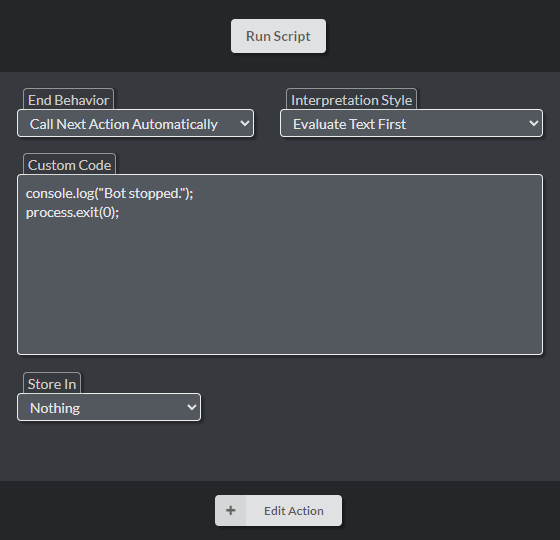 Run Script
End Behavior
Interpretation Style
Call Next Action Automatically
Evaluate Text First
Custom Code
console.log("Bot stopped.");
process.exit(0);
Store In
Nothing
+ Edit Action